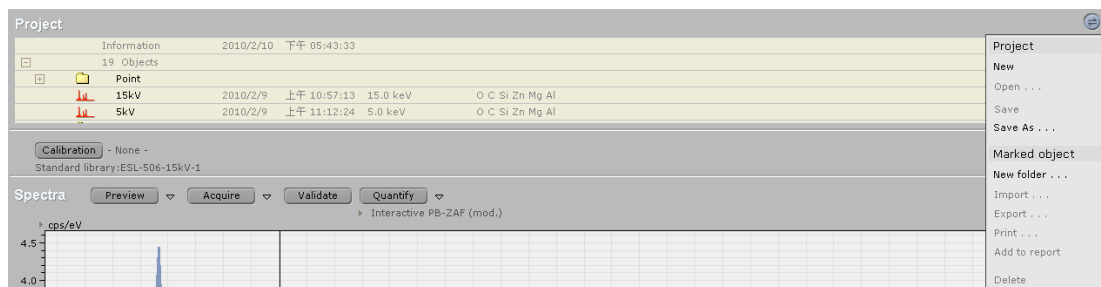 Project
Information 2010/2/10 下午 05:43:33
19 Objects
Point
15kV 2010/2/9 上午 10:57:13 15.0 keV O C Si Zn Mg Al
5kV 2010/2/9 上午 11:12:24 5.0 keV O C Si Zn Mg Al
Calibration - None -
Standard library:ESL-506-15kV-1
Spectra Preview Acquire Validate Quantify
Interactive PB-ZAF (mod.)
cps/eV
4.5
4.0
Project
New
Open . . .
Save
Save As . . .
Marked object
New folder . . .
Import . . .
Export . . .
Print . . .
Add to report
Delete